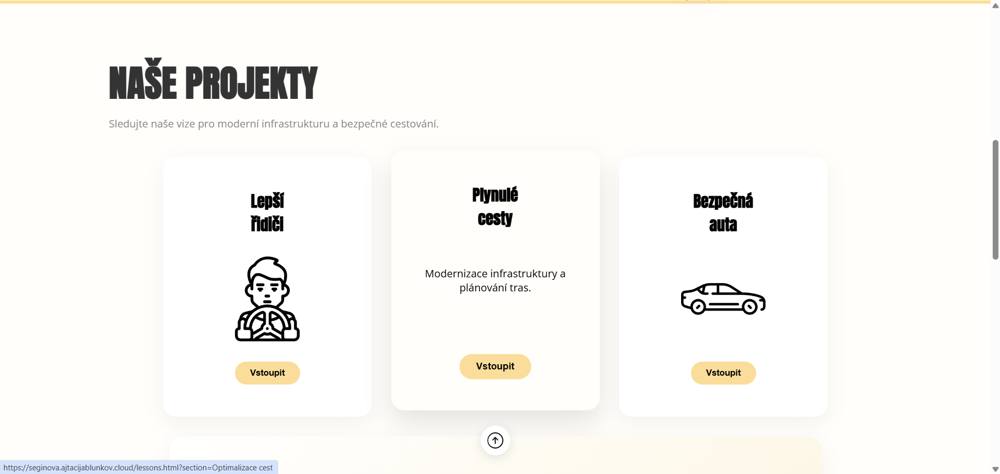 NAŠE PROJEKTY
Sledujte naše vize pro moderní infrastrukturu a bezpečné cestování.
Lepší
řidiči
Vstoupit
Plynulé
cesty
Modernizace infrastruktury a
plánování tras.
Vstoupit
Bezpečná
auta
Vstoupit
https://seginova.ajtacijablunkov.cloud/lessons.html?section=Optimalizace cest